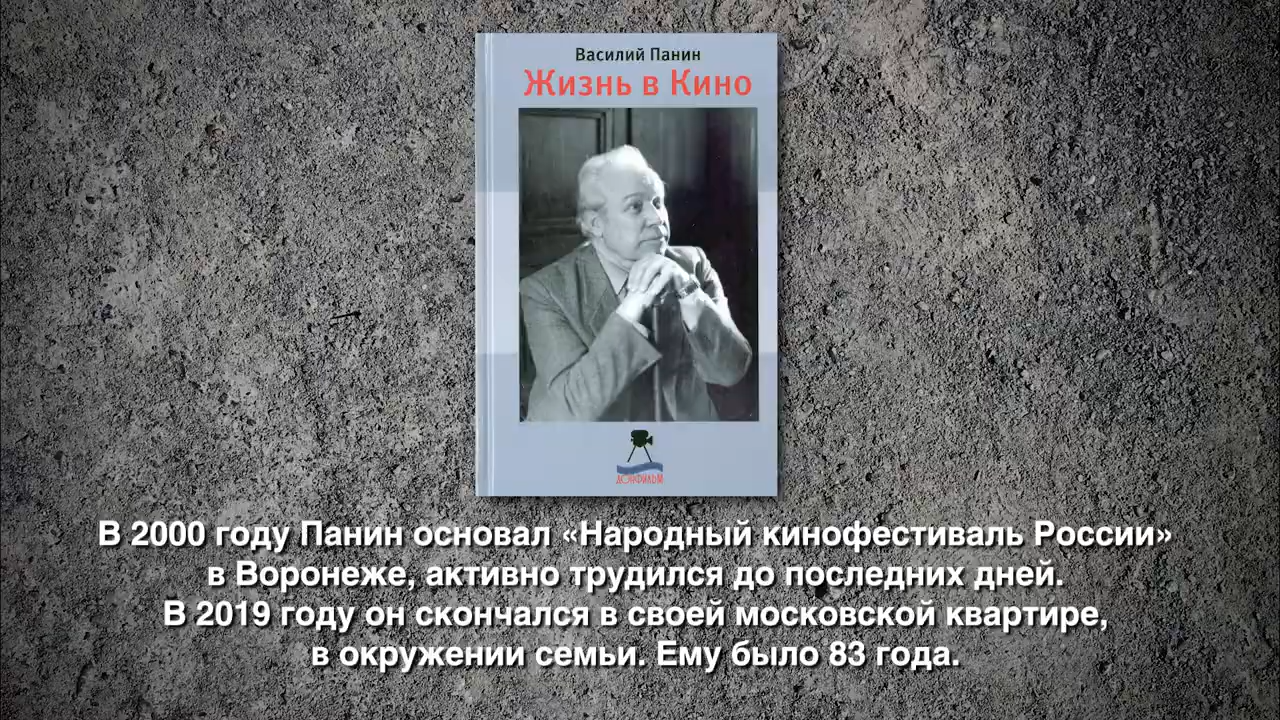 Василий Панин
Жизнь в Кино
ДОНФИЛЬМ
В 2000 году Панин основал «Народный кинофестиваль России»
в Воронеже, активно трудился до последних дней.
В 2019 году он скончался в своей московской квартире,
в окружении семьи. Ему было 83 года.